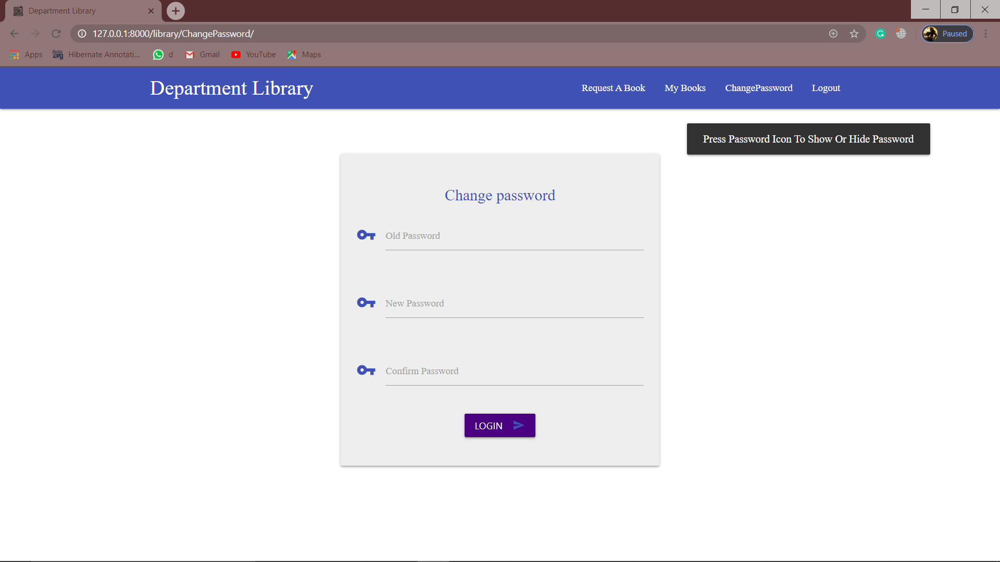 Department Library
127.0.0.1:8000/library/ChangePassword/
Paused
Apps
JBoss .org
Hibernate Annotati...
d
Gmail
YouTube
Maps
Department Library
Request A Book
My Books
ChangePassword
Logout
Press Password Icon To Show Or Hide Password
Change password
Old Password
New Password
Confirm Password
LOGIN